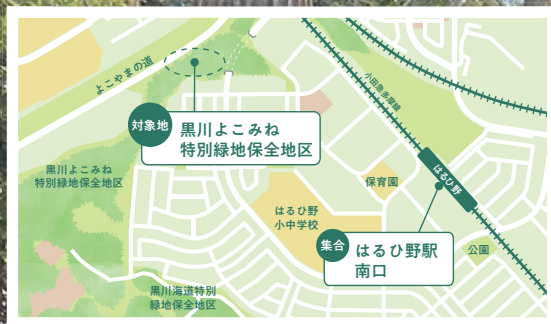 よこやまの道
対象地
黒川よこみね
特別緑地保全地区
小田急多摩線
黒川よこみね
特別緑地保全地区
保育園
はるひ野
はるひ野
小中学校
集合
はるひ野駅
南口
公園
黒川海道特別
緑地保全地区